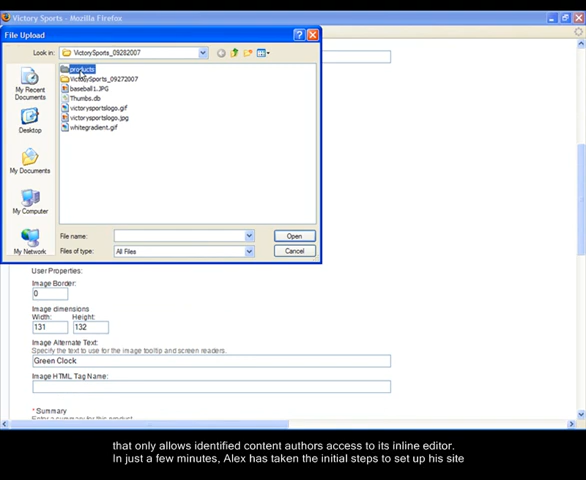 Victory Sports - Mozilla Firefox
File Upload
Look in: VictorySports_09282007
products
VictorySports_09272007
baseball1.JPG
Thumbs.db
victorysportslogo.gif
victorysportslogo.jpg
whitegradient.gif
My Recent
Documents
Desktop
My Documents
My Computer
My Network
File name:
Open
Files of type: All Files
Cancel
User Properties:
Image Border:
0
Image dimensions
Width: Height:
131 132
Image Alternate Text:
Specify the text to use for the image tooltip and screen readers.
Green Clock
Image HTML Tag Name:
* Summary
Enter a summary for this product
that only allows identified content authors access to its inline editor.
In just a few minutes, Alex has taken the initial steps to set up his site